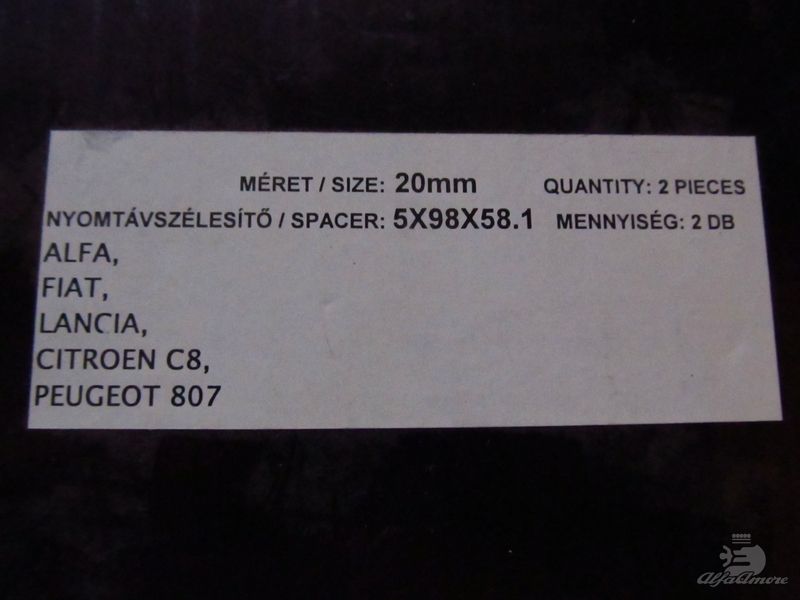 MÉRET / SIZE: 20mm QUANTITY: 2 PIECES
NYOMTÁVSZÉLESÍTŐ / SPACER: 5X98X58.1 MENNYISÉG: 2 DB
ALFA,
FIAT,
LANCIA,
CITROEN C8,
PEUGEOT 807
AlfaAmore